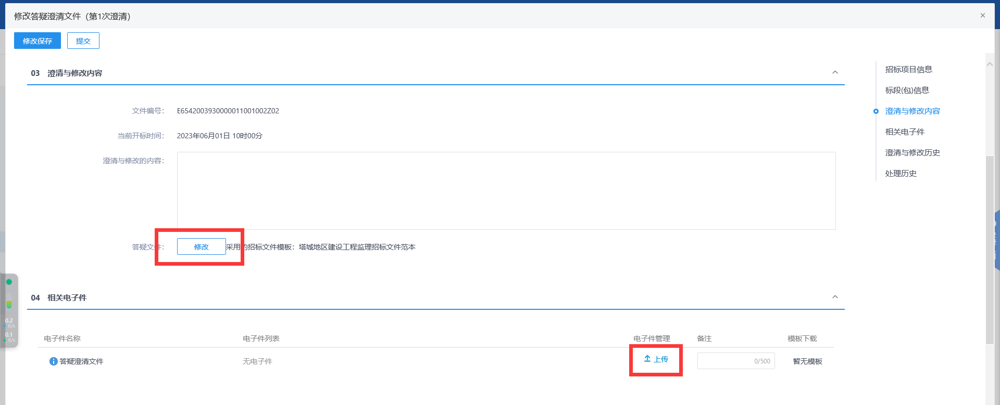 修改答疑澄清文件（第1次澄清）
×
修改保存 提交
03 澄清与修改内容
文件编号： E6542003930000011001002Z02
当前开标时间： 2023年06月01日 10时00分
澄清与修改的内容：
答疑文件： 修改 采用的招标文件模板：塔城地区建设工程监理招标文件范本
04 相关电子件
电子件名称 电子件列表 电子件管理 备注 模板下载
答疑澄清文件 无电子件 上传 0/500 暂无模板
招标项目信息
标段(包)信息
澄清与修改内容
相关电子件
澄清与修改历史
处理历史
0.2
K/s
0.1
K/s